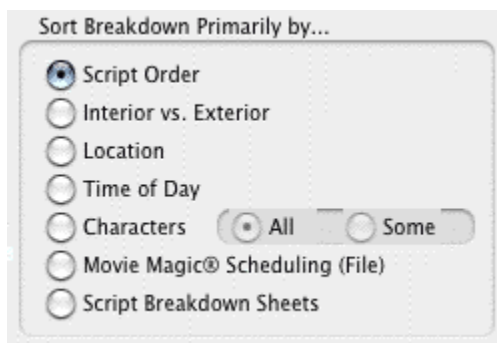 Sort Breakdown Primarily by...
Script Order
Interior vs. Exterior
Location
Time of Day
Characters All Some
Movie Magic® Scheduling (File)
Script Breakdown Sheets